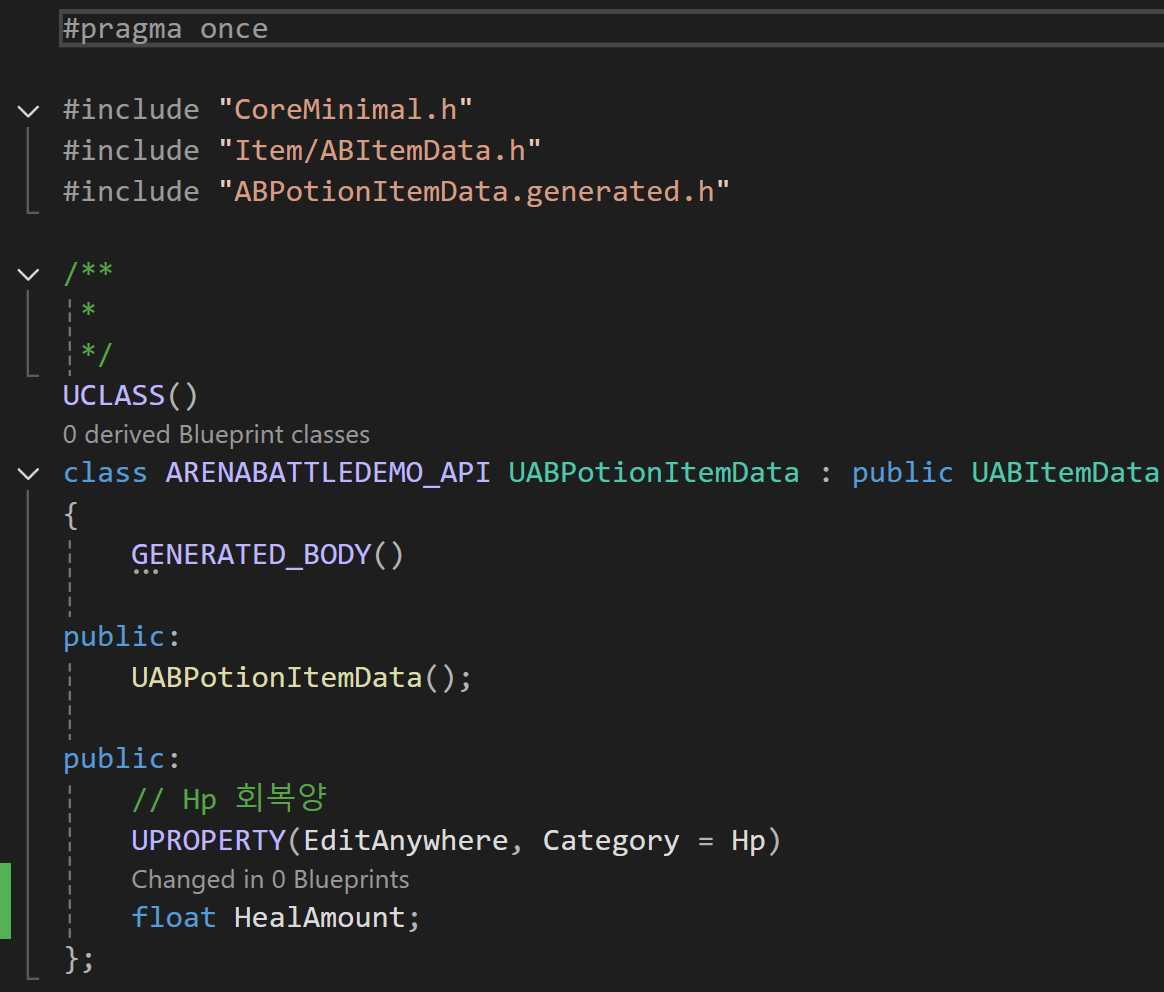 #pragma once
#include "CoreMinimal.h"
#include "Item/ABItemData.h"
#include "ABPotionItemData.generated.h"
/**
*
*/
UCLASS()
0 derived Blueprint classes
class ARENABATTLEDEMO_API UABPotionItemData : public UABItemData
{
GENERATED_BODY()
public:
UABPotionItemData();
public:
// Hp 회복양
UPROPERTY(EditAnywhere, Category = Hp)
Changed in 0 Blueprints
float HealAmount;
};